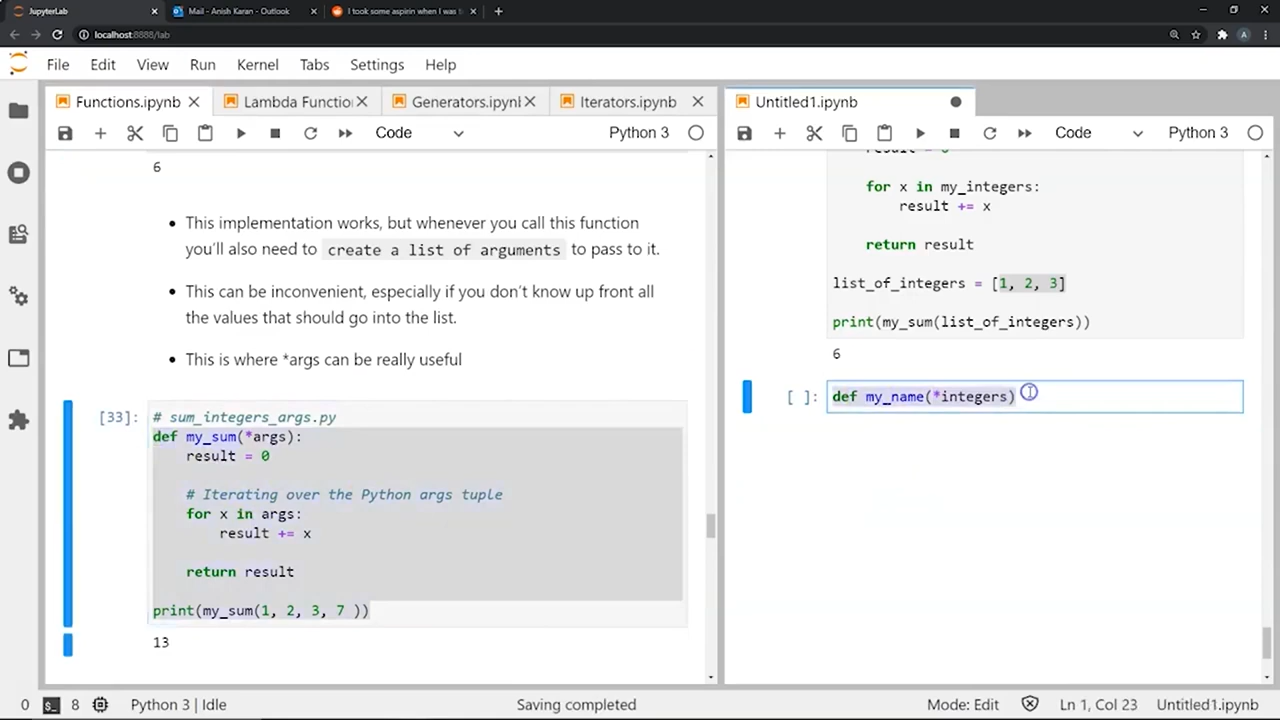 JupyterLab
Mail - Anish Karan - Outlook
I took some aspirin when I was
localhost:8888/lab
A
File Edit View Run Kernel Tabs Settings Help
Functions.ipynb
Lambda Functio
Generators.ipynl
Iterators.ipynb
Untitled1.ipynb
Code
Python 3
Code
Python 3
6
• This implementation works, but whenever you call this function
you'll also need to create a list of arguments to pass to it.
• This can be inconvenient, especially if you don't know up front all
the values that should go into the list.
• This is where *args can be really useful
[33]:
# sum_integers_args.py
def my_sum(*args):
result = 0
# Iterating over the Python args tuple
for x in args:
result += x
return result
print(my_sum(1, 2, 3, 7 ))
13
result = 0
for x in my_integers:
result += x
return result
list_of_integers = [1, 2, 3]
print(my_sum(list_of_integers))
6
[ ]:
def my_name(*integers)
0
8
Python 3 | Idle
Saving completed
Mode: Edit
Ln 1, Col 23
Untitled1.ipynb